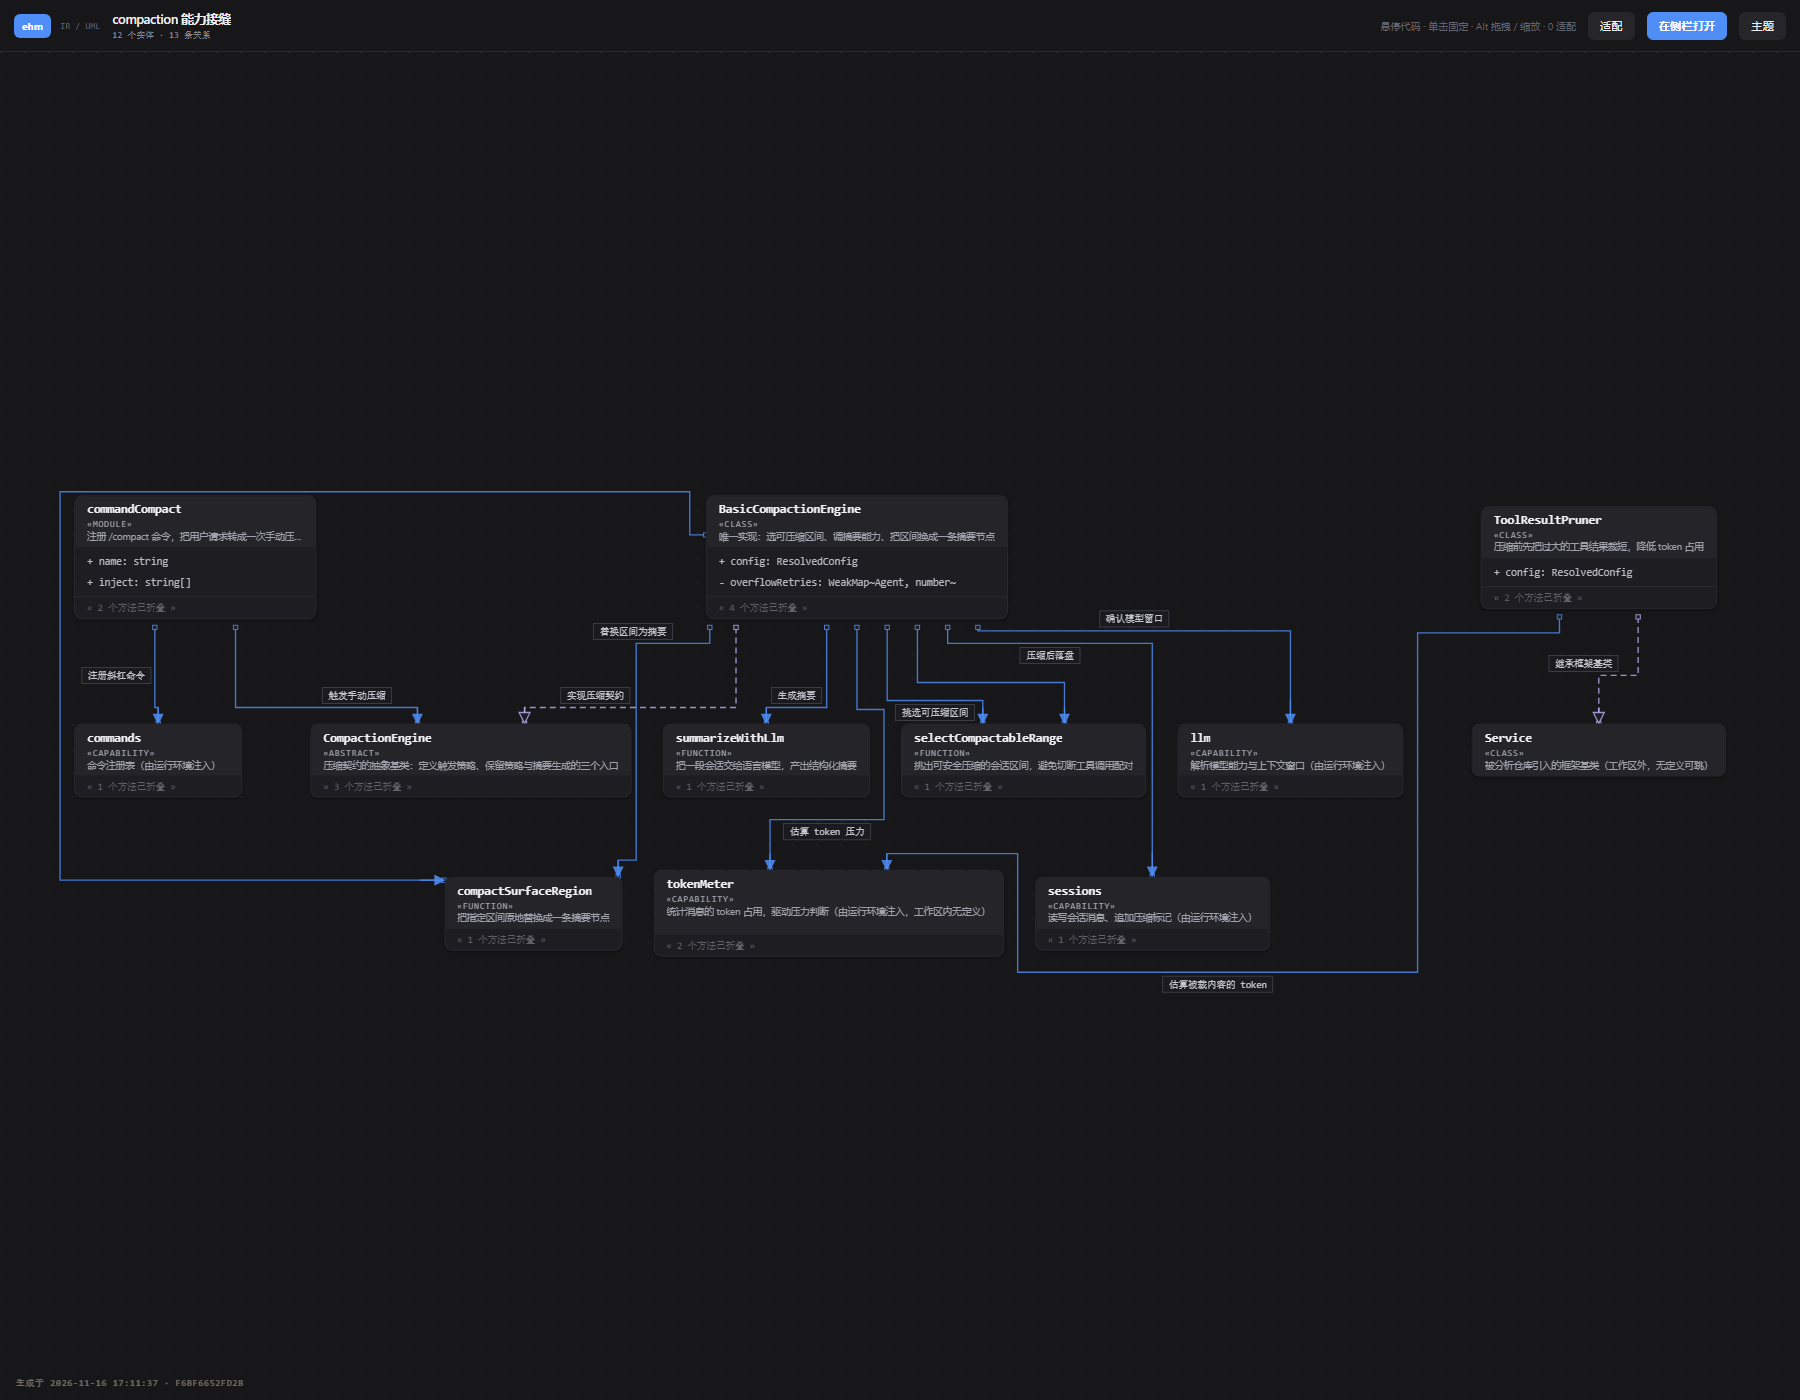 ehm
IR / UML
compaction 能力接缝
12 个实体 · 13 条关系
悬停代码 · 单击固定 · Alt 拖拽 / 缩放 · 0 适配
适配
在侧栏打开
主题
commandCompact
«MODULE»
注册 /compact 命令，把用户请求转成一次手动压…
+ name: string
+ inject: string[]
« 2 个方法已折叠 »
BasicCompactionEngine
«CLASS»
唯一实现：选可压缩区间、调摘要能力、把区间换成一条摘要节点
+ config: ResolvedConfig
- overflowRetries: WeakMap~Agent, number~
« 4 个方法已折叠 »
ToolResultPruner
«CLASS»
压缩前先把过大的工具结果裁短，降低 token 占用
+ config: ResolvedConfig
« 2 个方法已折叠 »
确认模型窗口
替换区间为摘要
压缩后落盘
继承框架基类
注册斜杠命令
触发手动压缩
实现压缩契约
生成摘要
挑选可压缩区间
commands
«CAPABILITY»
命令注册表（由运行环境注入）
« 1 个方法已折叠 »
CompactionEngine
«ABSTRACT»
压缩契约的抽象基类：定义触发策略、保留策略与摘要生成的三个入口
« 3 个方法已折叠 »
summarizeWithLlm
«FUNCTION»
把一段会话交给语言模型，产出结构化摘要
« 1 个方法已折叠 »
selectCompactableRange
«FUNCTION»
挑出可安全压缩的会话区间，避免切断工具调用配对
« 1 个方法已折叠 »
llm
«CAPABILITY»
解析模型能力与上下文窗口（由运行环境注入）
« 1 个方法已折叠 »
Service
«CLASS»
被分析仓库引入的框架基类（工作区外，无定义可跳）
估算 token 压力
compactSurfaceRegion
«FUNCTION»
把指定区间原地替换成一条摘要节点
« 1 个方法已折叠 »
tokenMeter
«CAPABILITY»
统计消息的 token 占用，驱动压力判断（由运行环境注入，工作区内无定义）
« 2 个方法已折叠 »
sessions
«CAPABILITY»
读写会话消息、追加压缩标记（由运行环境注入）
« 1 个方法已折叠 »
估算被裁内容的 token
生成于 2026-11-16 17:11:37 · F6BF6652FD2B